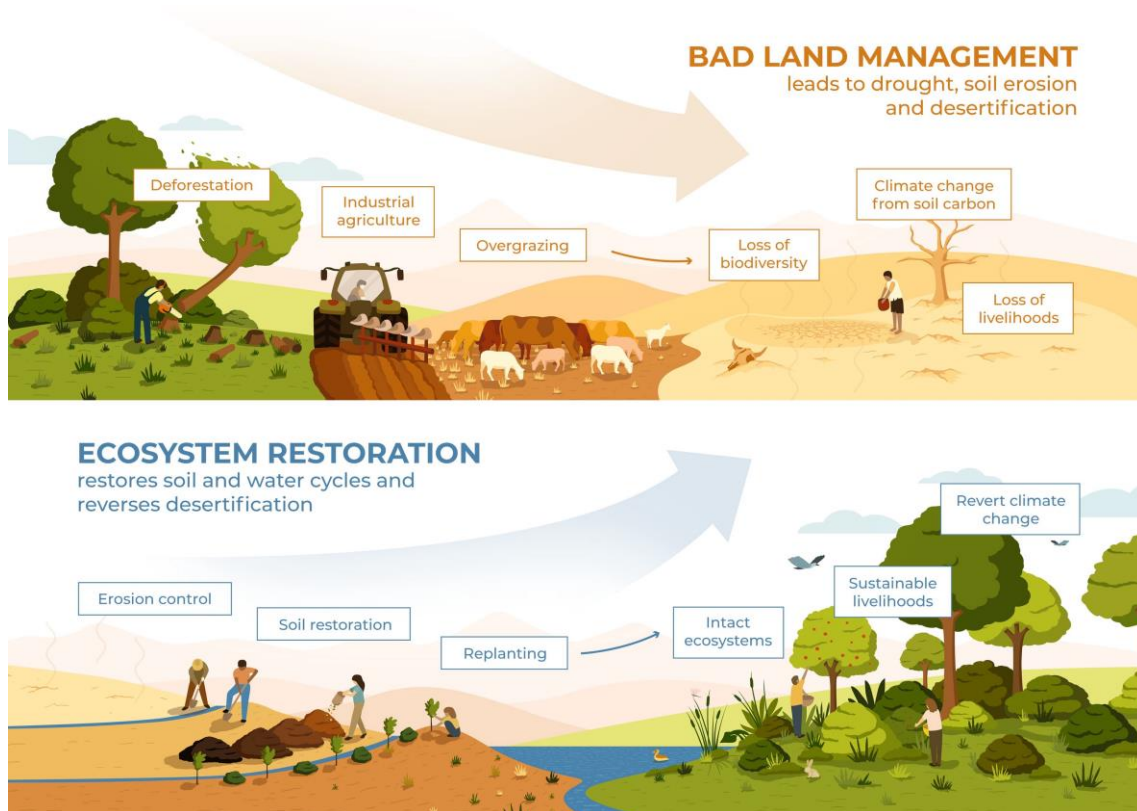 BAD LAND MANAGEMENT
leads to drought, soil erosion
and desertification
Deforestation
Industrial
agriculture
Overgrazing
Loss of
biodiversity
Climate change
from soil carbon
Loss of
livelihoods
ECOSYSTEM RESTORATION
restores soil and water cycles and
reverses desertification
Erosion control
Soil restoration
Replanting
Intact
ecosystems
Sustainable
livelihoods
Revert climate
change